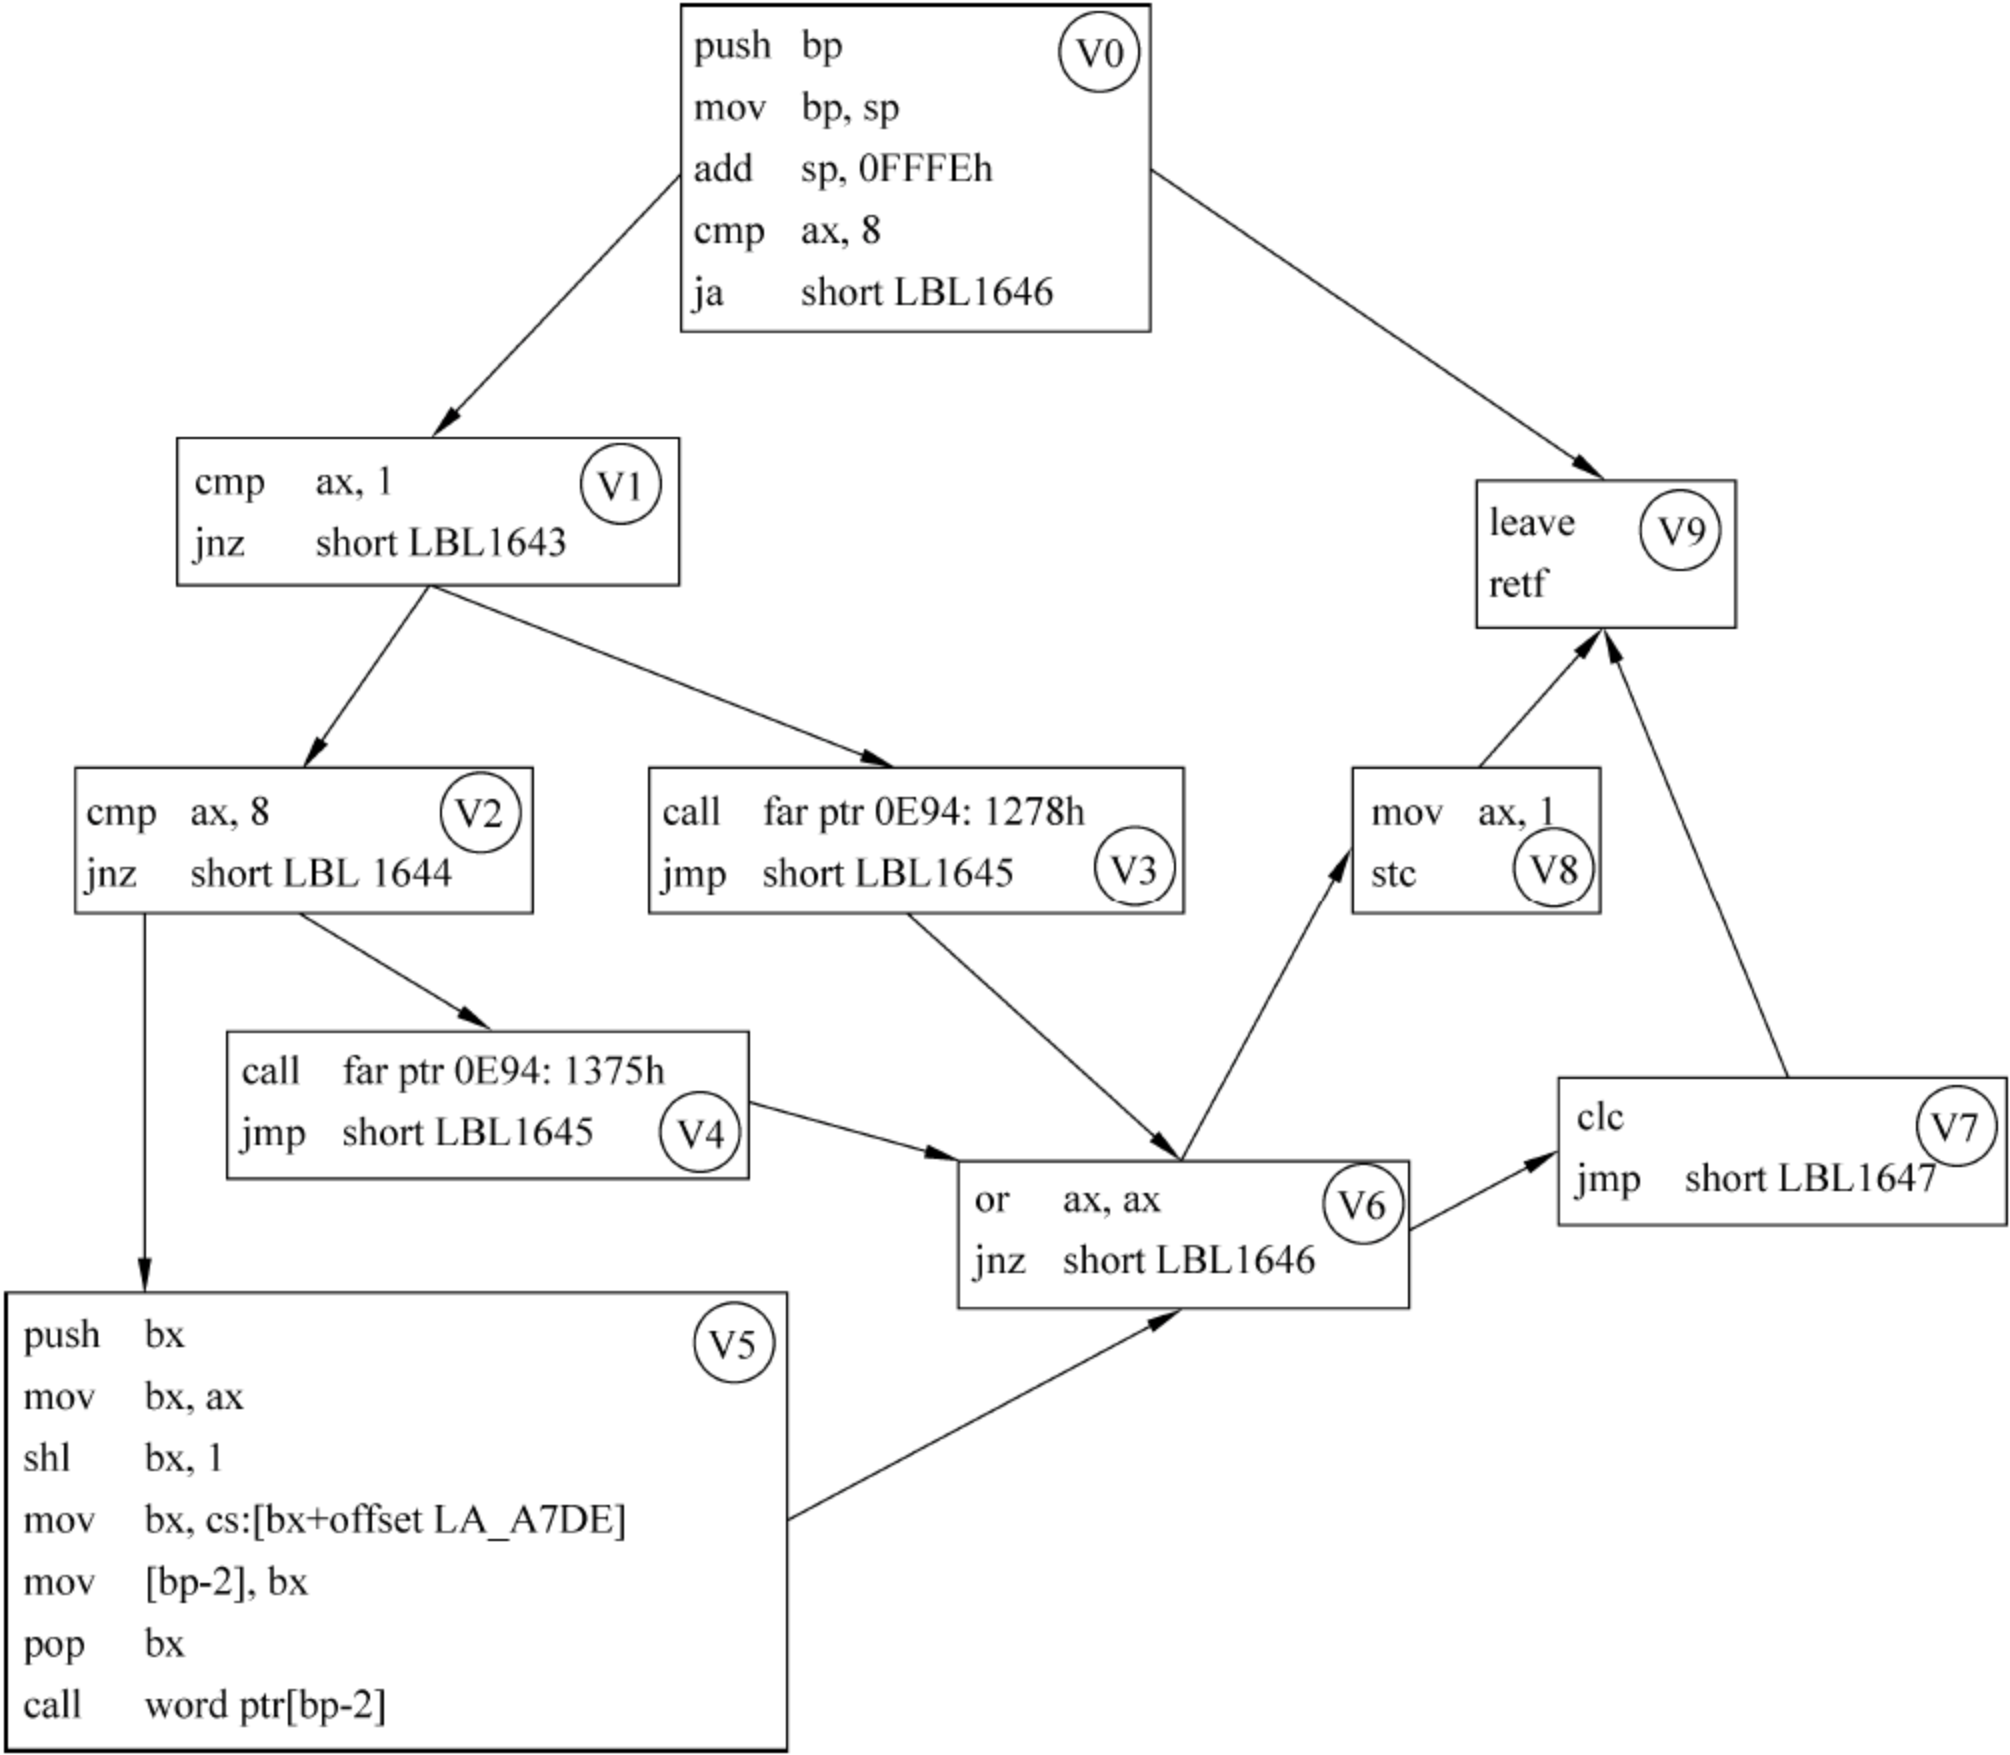 push bp V0
mov bp, sp
add sp, 0FFFEh
cmp ax, 8
ja short LBL1646
cmp ax, 1 V1
jnz short LBL1643
leave V9
retf
cmp ax, 8 V2
jnz short LBL 1644
call far ptr 0E94: 1278h
jmp short LBL1645 V3
mov ax, 1
stc V8
call far ptr 0E94: 1375h
jmp short LBL1645 V4
clc V7
jmp short LBL1647
or ax, ax V6
jnz short LBL1646
push bx V5
mov bx, ax
shl bx, 1
mov bx, cs:[bx+offset LA_A7DE]
mov [bp-2], bx
pop bx
call word ptr[bp-2]